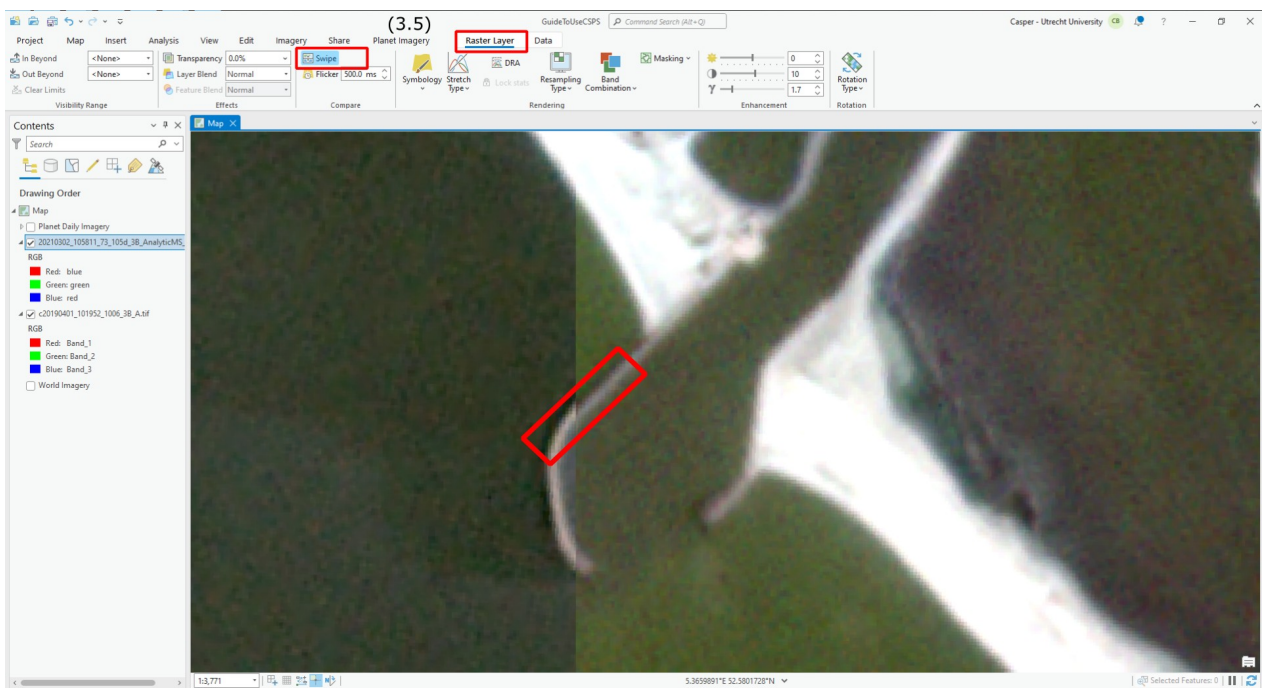 (3.5)
GuideToUseCSPS
Command Search (Alt+Q)
Casper - Utrecht University
CB
?
Project Map Insert Analysis View Edit Imagery Share Planet Imagery Raster Layer Data
In Beyond <None>
Out Beyond <None>
Clear Limits
Visibility Range
Transparency 0.0%
Layer Blend Normal
Feature Blend Normal
Effects
Swipe
Flicker 500.0 ms
Compare
Symbology
Stretch Type
DRA
Lock stats
Resampling Type
Band Combination
Masking
Rendering
0
10
1.7
Enhancement
Rotation Type
Rotation
Contents
Search
Drawing Order
Map
Planet Daily Imagery
20210302_105811_73_105d_3B_AnalyticMS_
RGB
Red: blue
Green: green
Blue: red
c20190401_101952_1006_3B_A.tif
RGB
Red: Band_1
Green: Band_2
Blue: Band_3
World Imagery
Map
1:3,771
5.3659891°E 52.5801728°N
Selected Features: 0